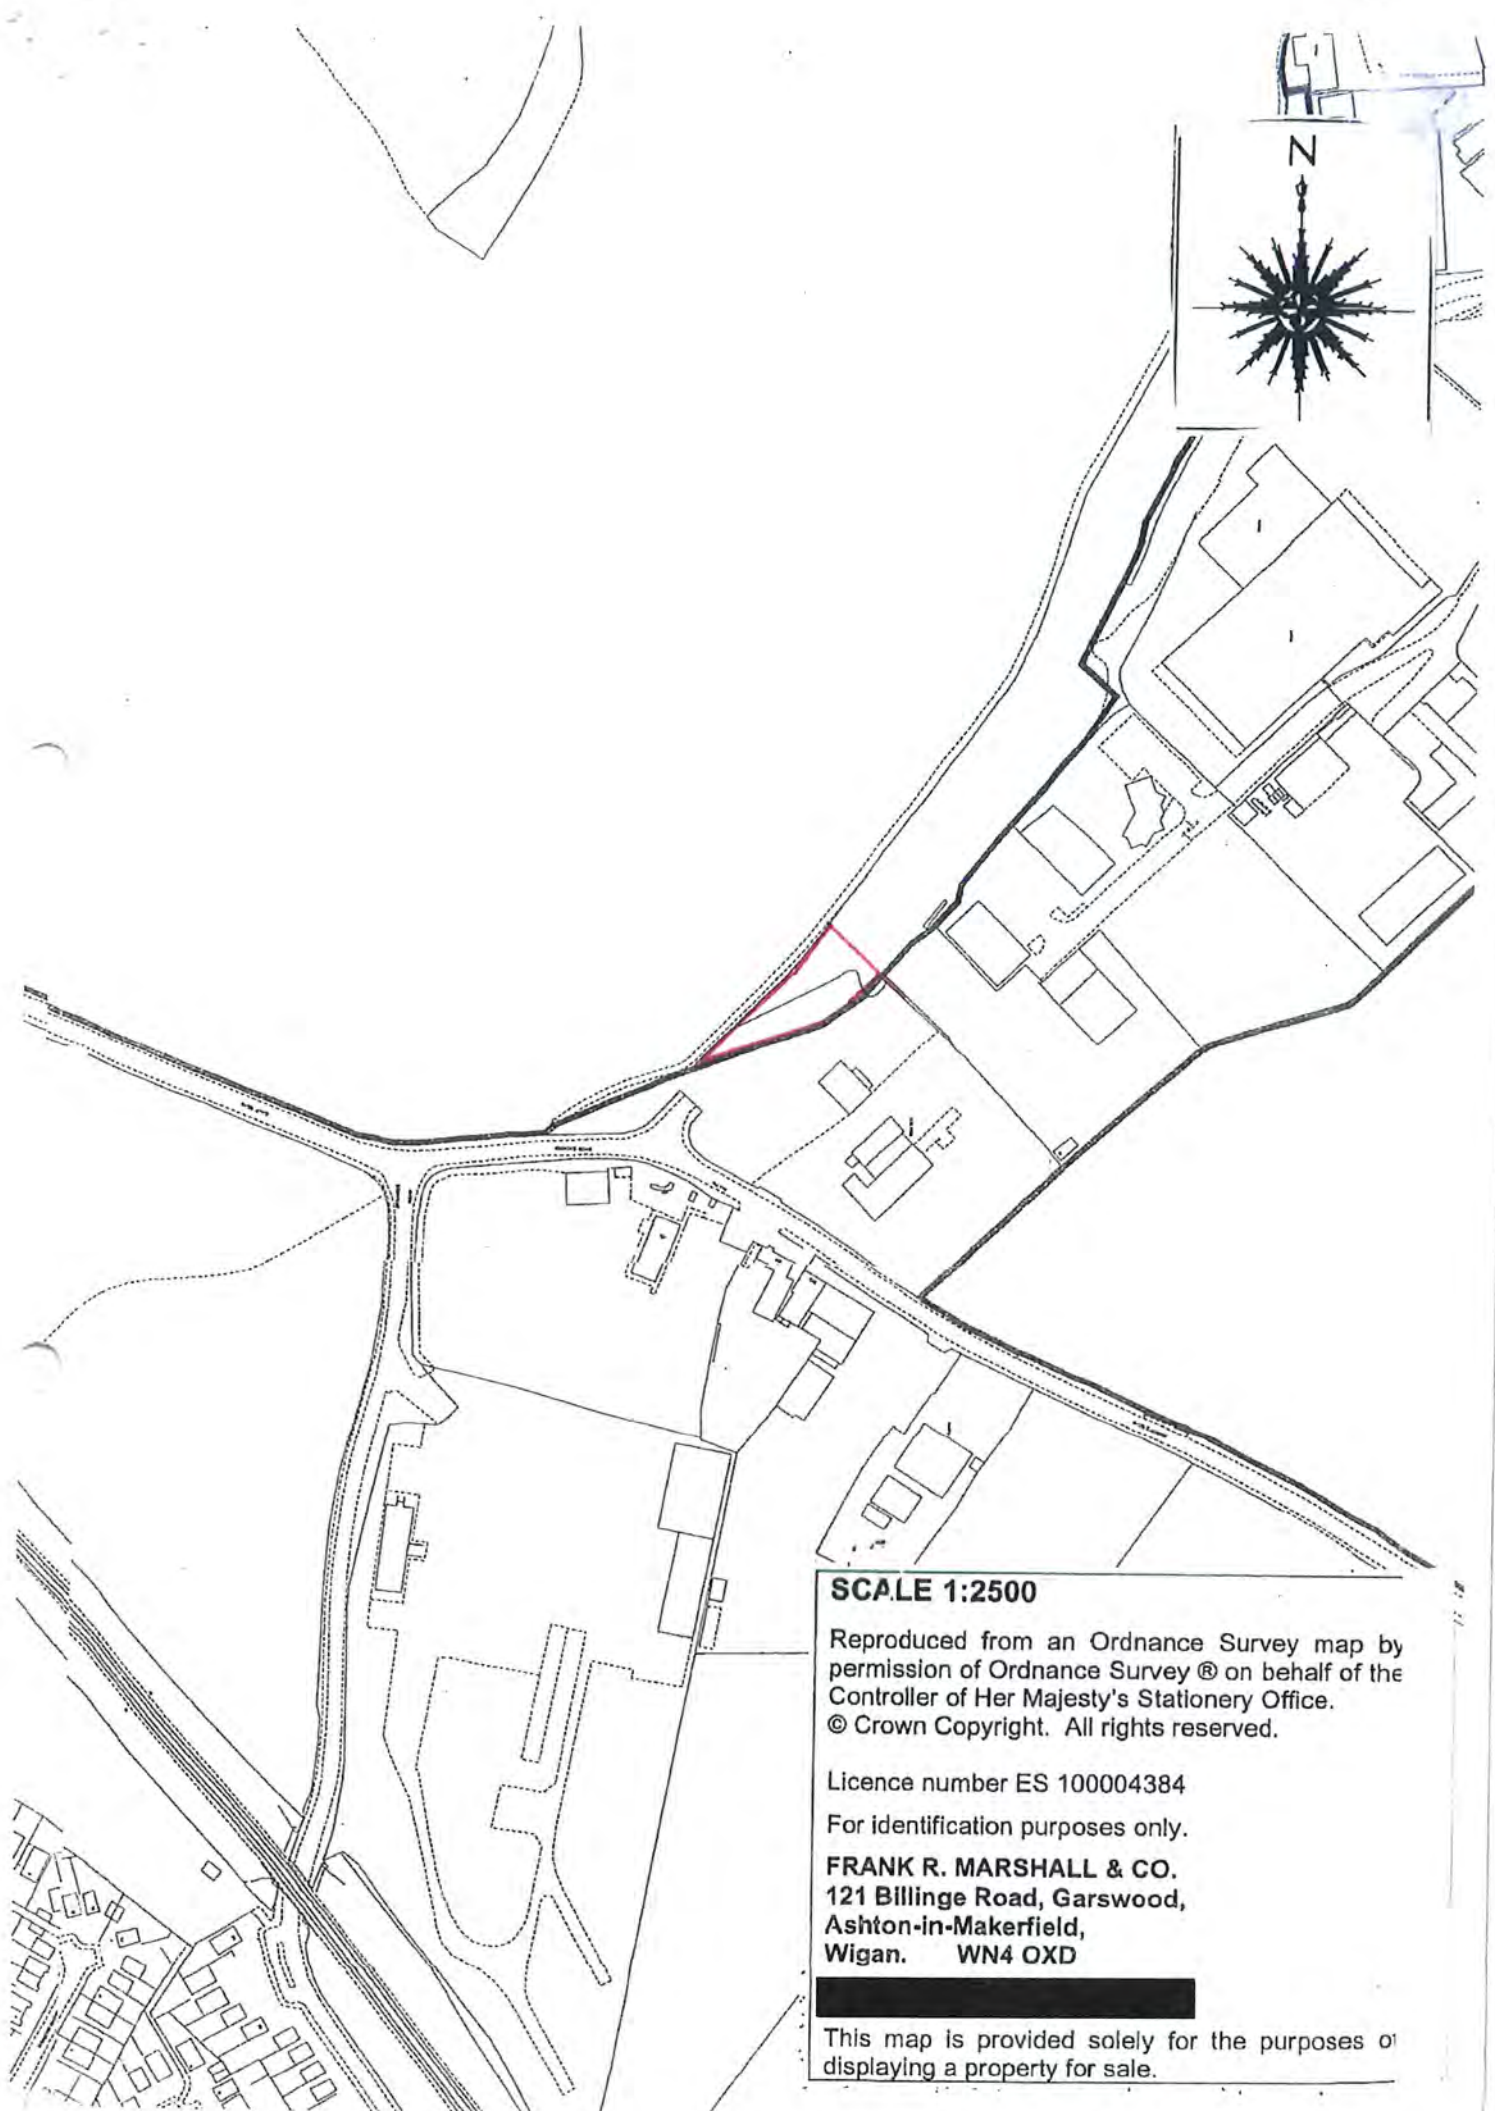 N
SCALE 1:2500
Reproduced from an Ordnance Survey map by
permission of Ordnance Survey ® on behalf of the
Controller of Her Majesty's Stationery Office.
© Crown Copyright. All rights reserved.
Licence number ES 100004384
For identification purposes only.
FRANK R. MARSHALL & CO.
121 Billinge Road, Garswood,
Ashton-in-Makerfield,
Wigan. WN4 OXD
This map is provided solely for the purposes of
displaying a property for sale.